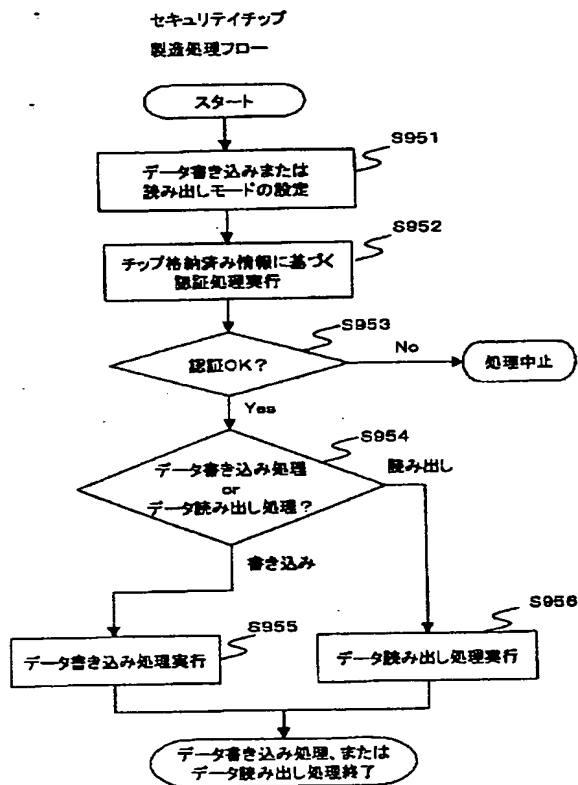 セキュリテイチップ
製造処理フロー
スタート
S951
データ書き込みまたは
読み出しモードの設定
S952
チップ格納済み情報に基づく
認証処理実行
S953
認証OK?
No
処理中止
Yes
S954
データ書き込み処理
or
データ読み出し処理?
読み出し
書き込み
S955
データ書き込み処理実行
S956
データ読み出し処理実行
データ書き込み処理、または
データ読み出し処理終了